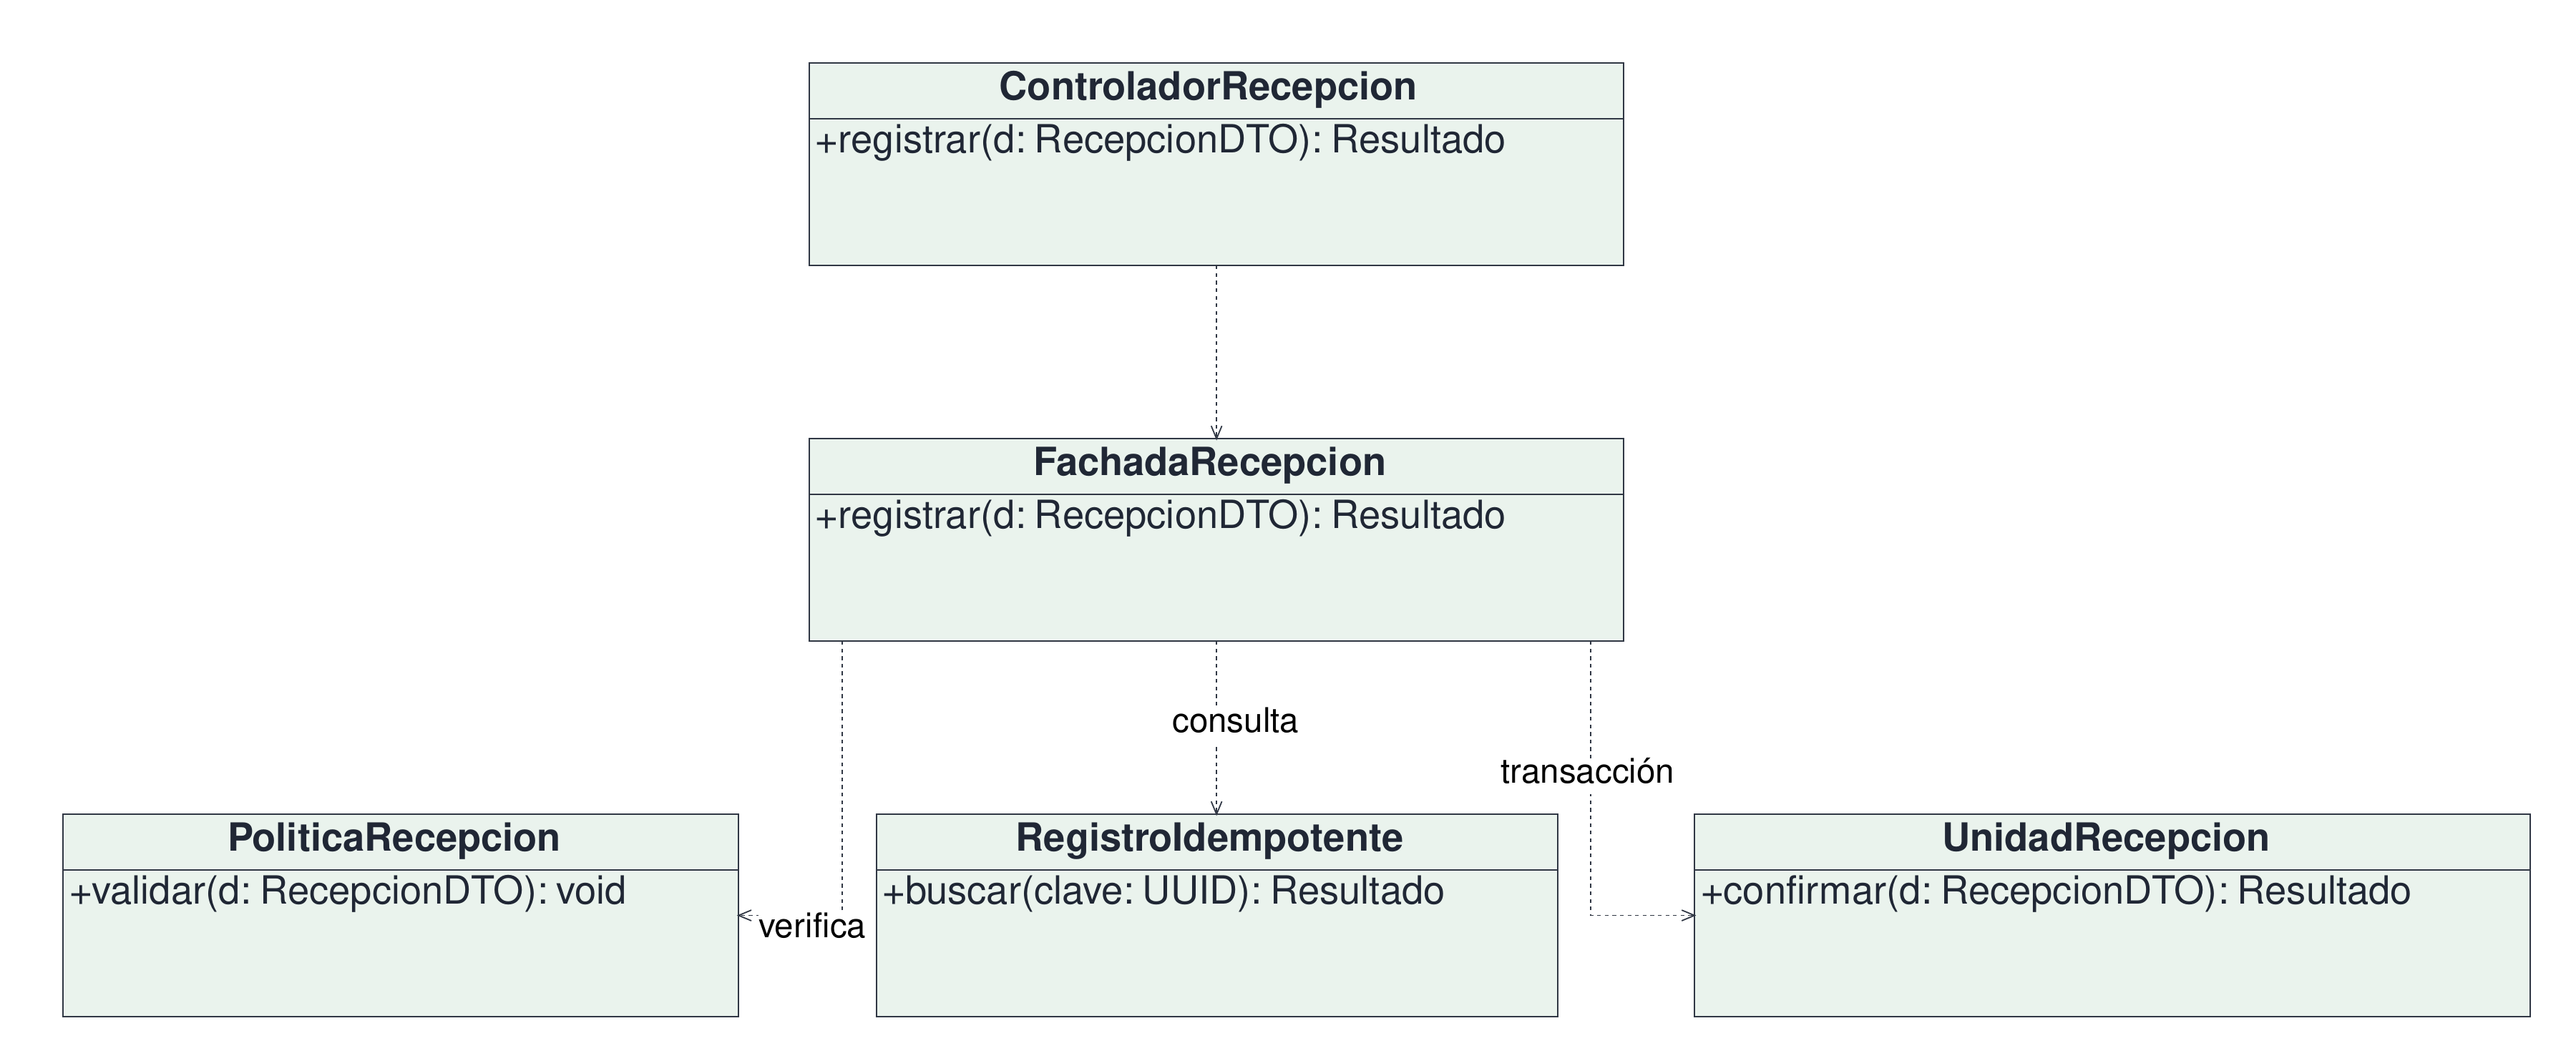 ControladorRecepcion
+registrar(d: RecepcionDTO): Resultado
FachadaRecepcion
+registrar(d: RecepcionDTO): Resultado
consulta
transacción
verifica
PoliticaRecepcion
+validar(d: RecepcionDTO): void
RegistroIdempotente
+buscar(clave: UUID): Resultado
UnidadRecepcion
+confirmar(d: RecepcionDTO): Resultado